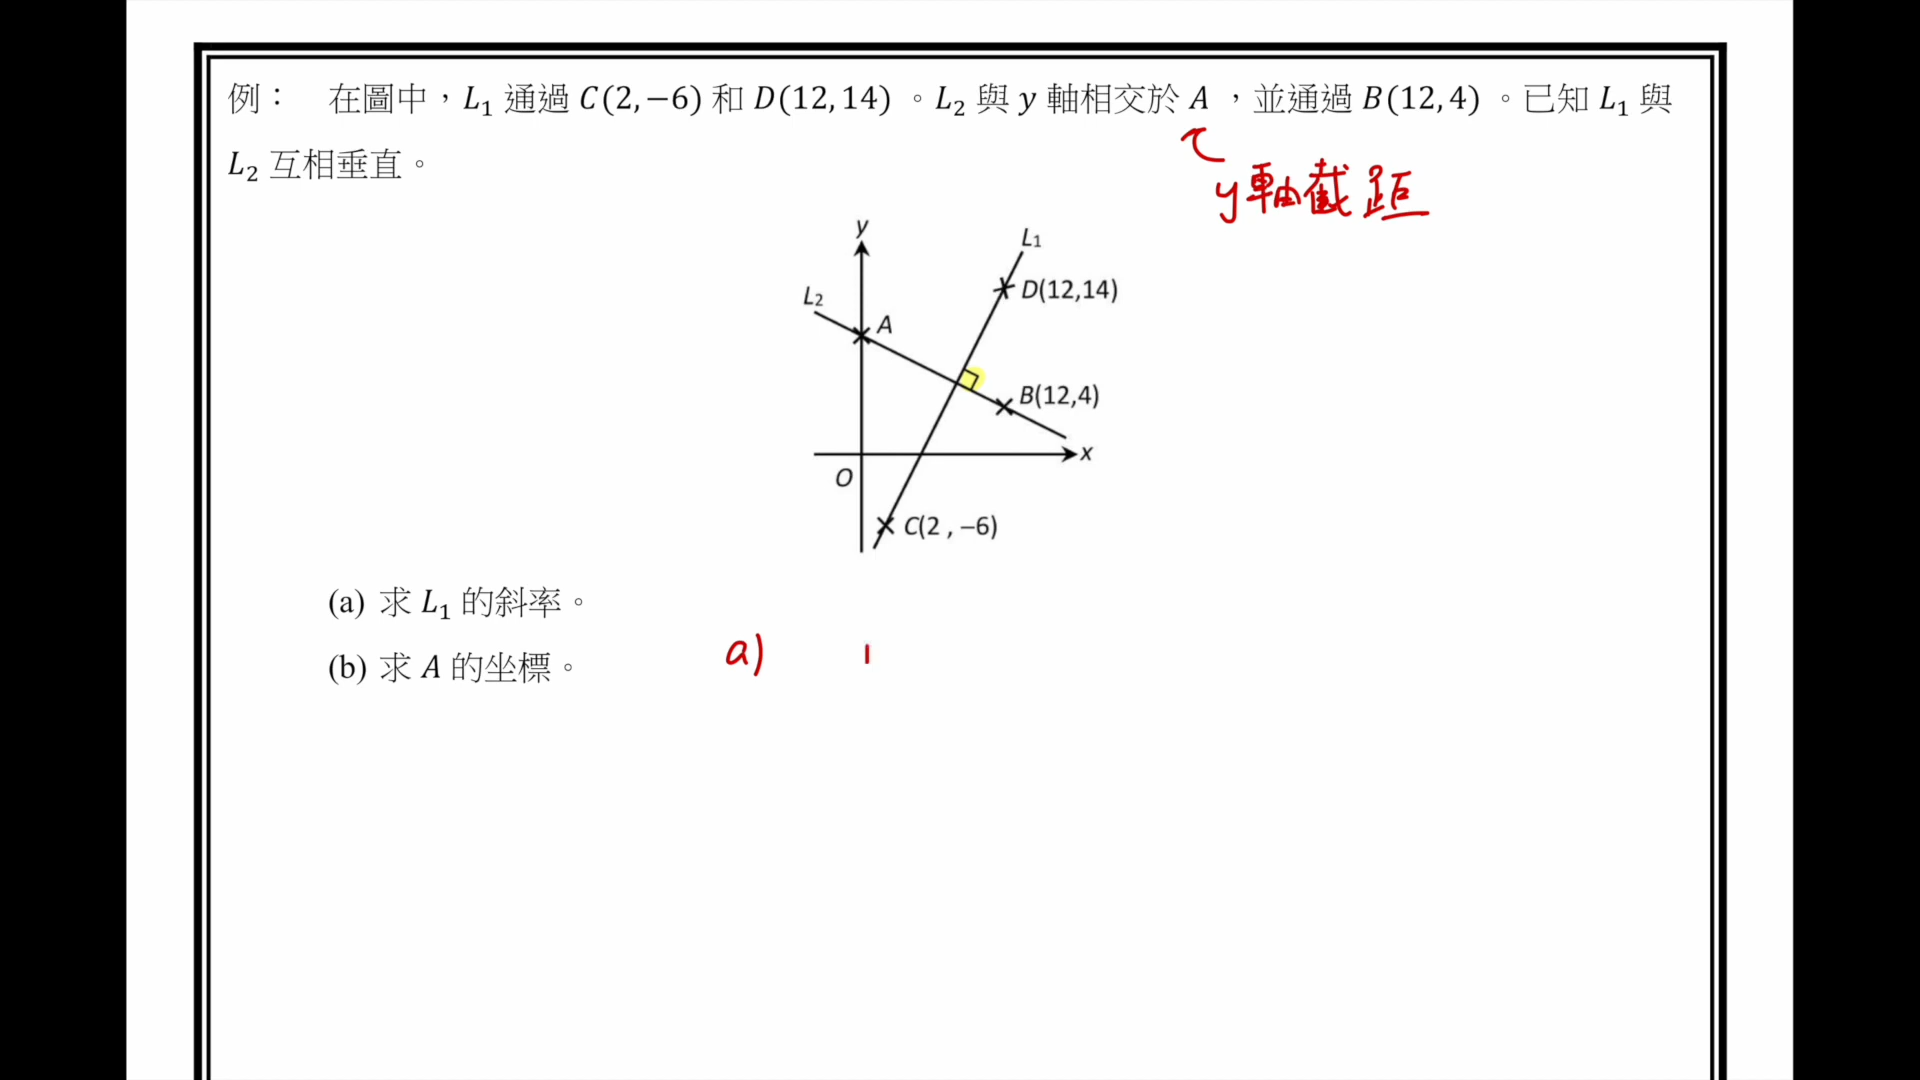 例： 在圖中，L₁ 通過 C(2,−6) 和 D(12,14) 。L₂ 與 y 軸相交於 A ，並通過 B(12,4) 。已知 L₁ 與
L₂ 互相垂直。
y軸截距
y
L₁
D(12,14)
L₂
A
B(12,4)
x
O
C(2 , −6)
(a) 求 L₁ 的斜率。
(b) 求 A 的坐標。
a)